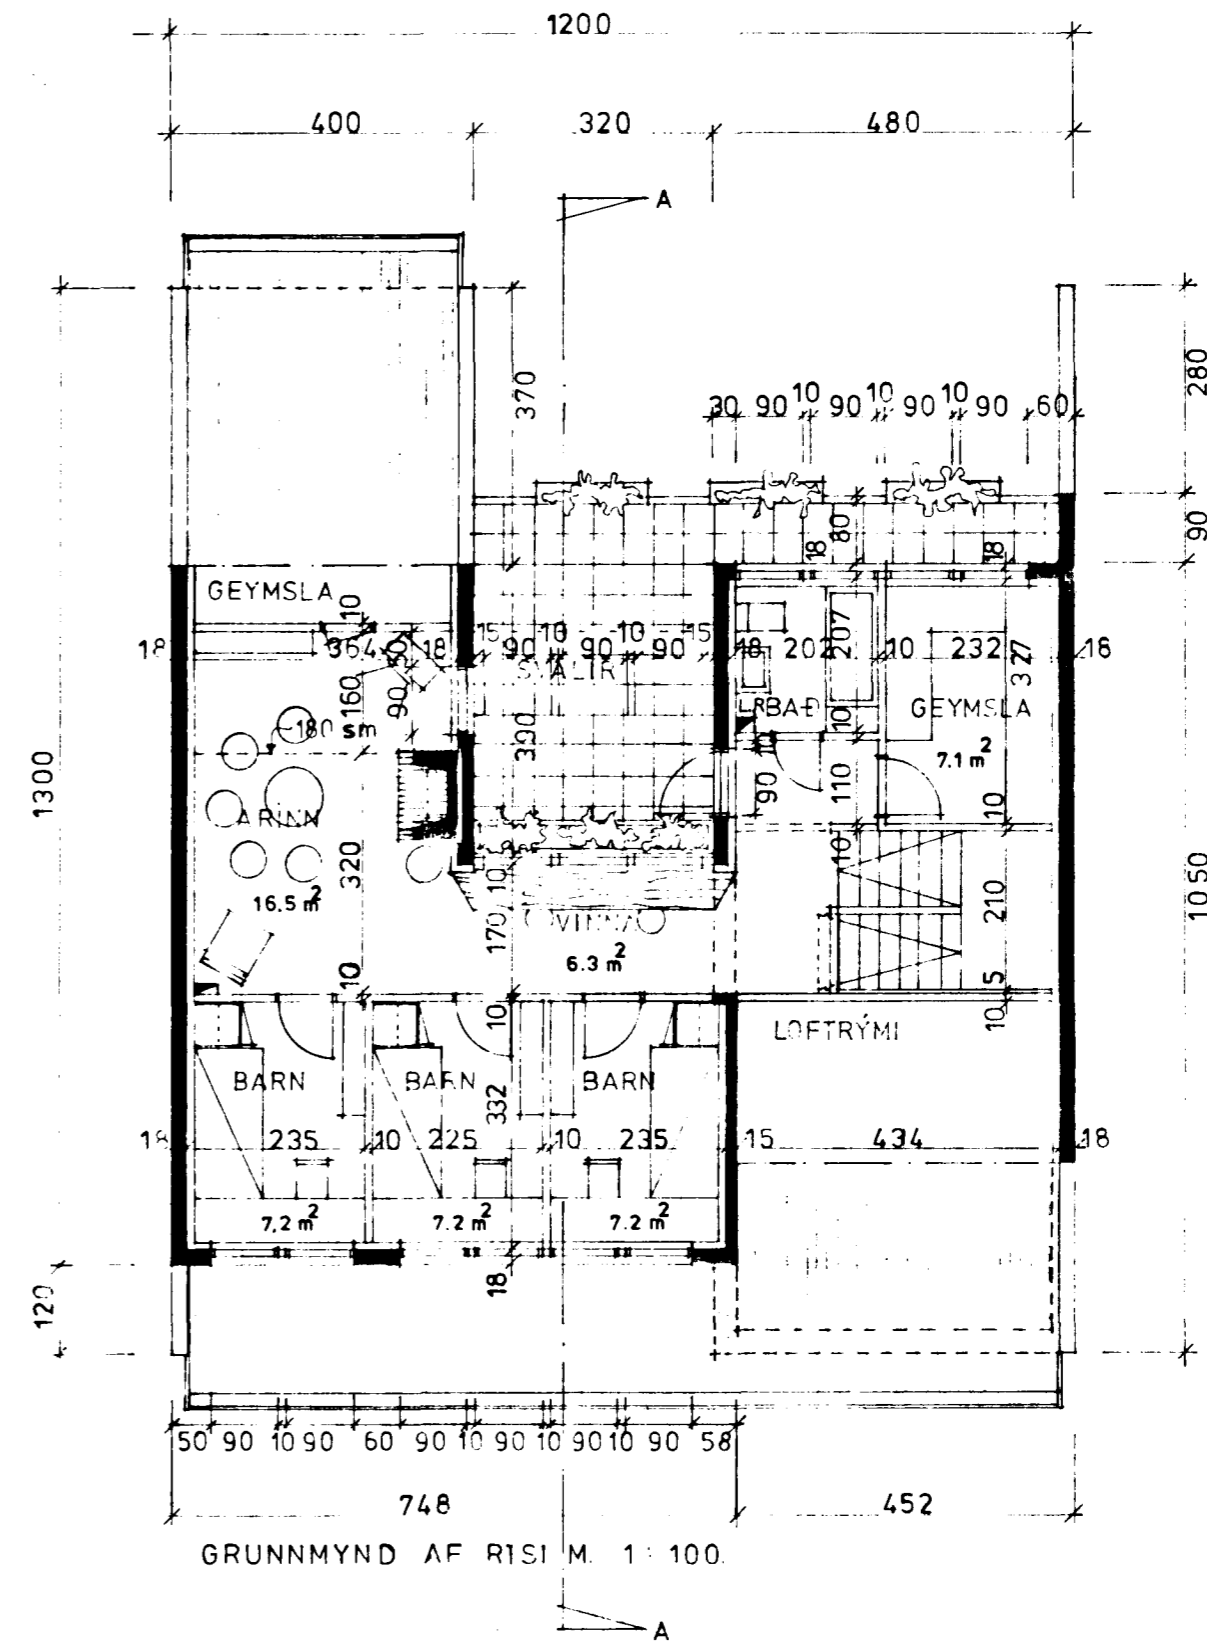 1200
400 320 480
A
370
280
30 90 10 90 10 90 10 90 60
90
80
18 18
GEYMSLA
10
18 364 18 15 90 10 90 10 90 15 18 202 207 10 232 327 18
50
SVALIR
160 90
390
BAÐ
GEYMSLA
7.1 m²
180 sm
10 10
90 110 10
1300
ARINN
320
10 10
210
1050
16.5 m²
170
VINNA
6.3 m²
10 10 5 10
LOFTRÝMI
BARN BARN BARN
332
18 235 10 225 10 235 15 434 18
7.2 m² 7.2 m² 7.2 m²
120
18
50 90 10 90 60 90 10 90 10 90 10 90 58
748 452
GRUNNMYND AF RISI M. 1:100.
A